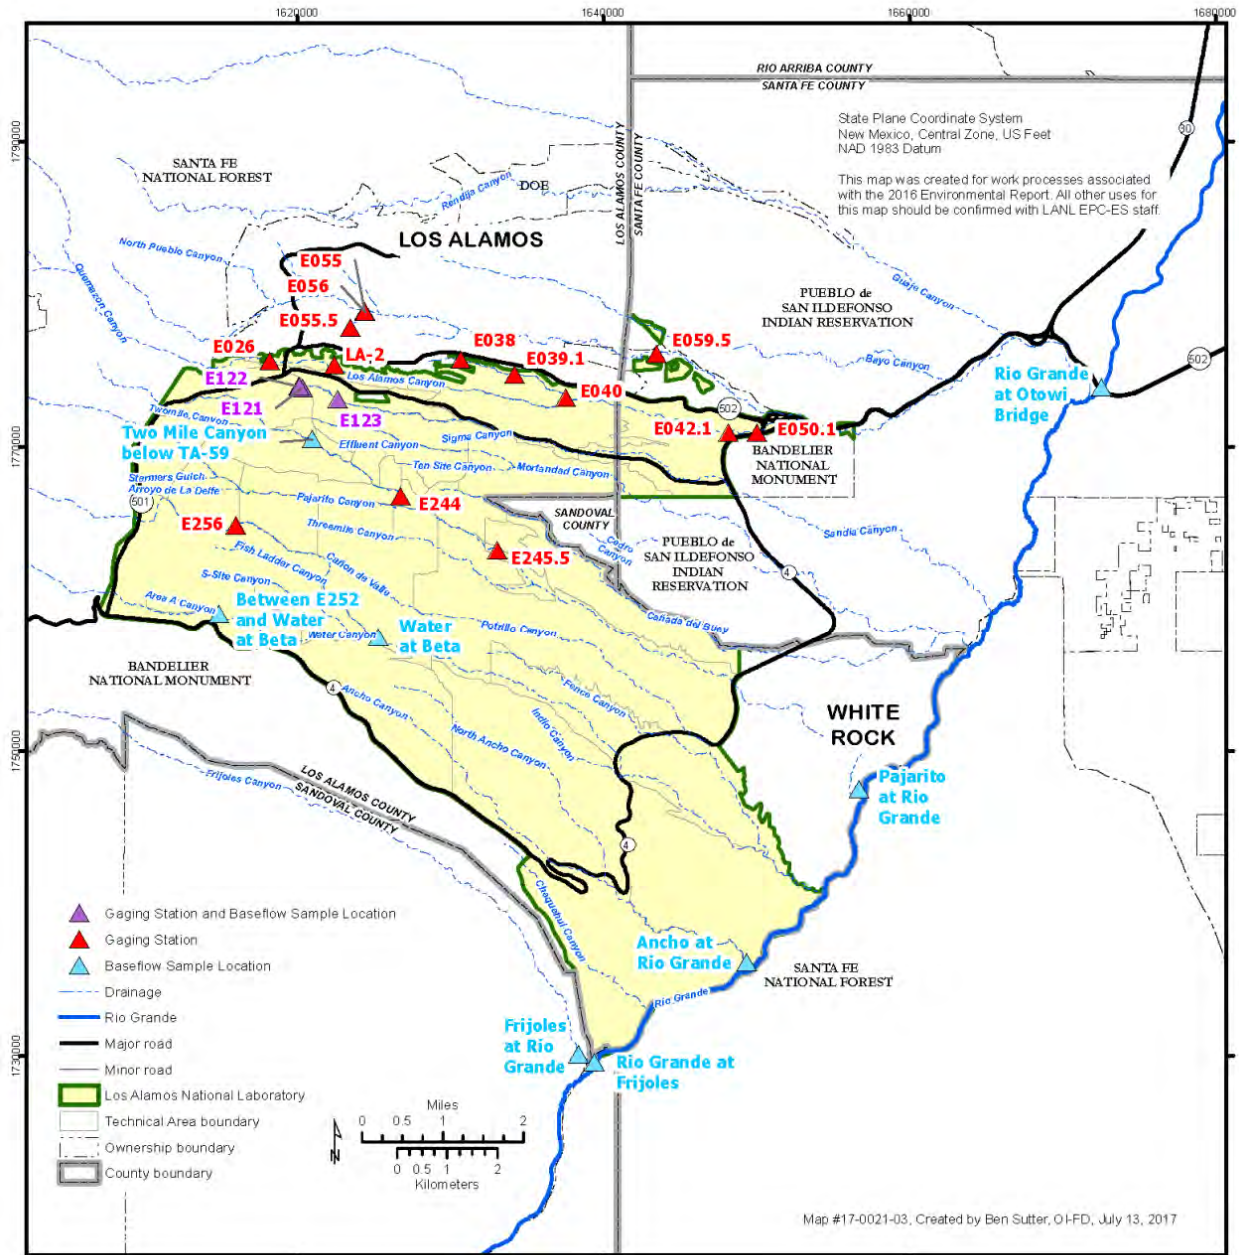 1620000
1640000
1660000
1680000
RIO ARRIBA COUNTY
SANTA FE COUNTY
State Plane Coordinate System
New Mexico, Central Zone, US Feet
NAD 1983 Datum
This map was created for work processes associated
with the 2016 Environmental Report. All other uses for
this map should be confirmed with LANL EPC-ES staff.
30
1790000
SANTA FE
NATIONAL FOREST
DOE
Rendija Canyon
LOS ALAMOS COUNTY
SANTA FE COUNTY
LOS ALAMOS
North Pueblo Canyon
Quemazon Canyon
E055
E056
E055.5
Guaje Canyon
PUEBLO de
SAN ILDEFONSO
INDIAN RESERVATION
E026
LA-2
E038
E039.1
E059.5
Bayo Canyon
502
E122
Los Alamos Canyon
E040
Rio Grande
at Otowi
Bridge
E121
E123
502
Twomile Canyon
Two Mile Canyon
below TA-59
Effluent Canyon
Sigma Canyon
E042.1
E050.1
1770000
Ten Site Canyon
Mortandad Canyon
BANDELIER
NATIONAL
MONUMENT
Starmers Gulch
Arroyo de La Delfe
501
Pajarito Canyon
E244
SANDOVAL
COUNTY
E256
Threemile Canyon
Sandia Canyon
Cedro
Canyon
PUEBLO de
SAN ILDEFONSO
INDIAN
RESERVATION
E245.5
Fish Ladder Canyon
Cañon de Valle
4
S-Site Canyon
Area A Canyon
Between E252
and Water
at Beta
Water Canyon
Water
at Beta
Potrillo Canyon
Cañada del Buey
BANDELIER
NATIONAL MONUMENT
4
Ancho Canyon
Fence Canyon
Indio Canyon
North Ancho Canyon
WHITE
ROCK
1750000
Frijoles Canyon
LOS ALAMOS COUNTY
SANDOVAL COUNTY
Pajarito
at Rio
Grande
4
Chaquehui Canyon
Gaging Station and Baseflow Sample Location
Gaging Station
Baseflow Sample Location
Drainage
Rio Grande
Major road
Minor road
Los Alamos National Laboratory
Technical Area boundary
Ownership boundary
County boundary
Ancho at
Rio Grande
SANTA FE
NATIONAL FOREST
Rio Grande
1730000
Frijoles
at Rio
Grande
Rio Grande at
Frijoles
N
Miles
0 0.5 1 2
0 0.5 1 2
Kilometers
Map #17-0021-03, Created by Ben Sutter, OI-FD, July 13, 2017